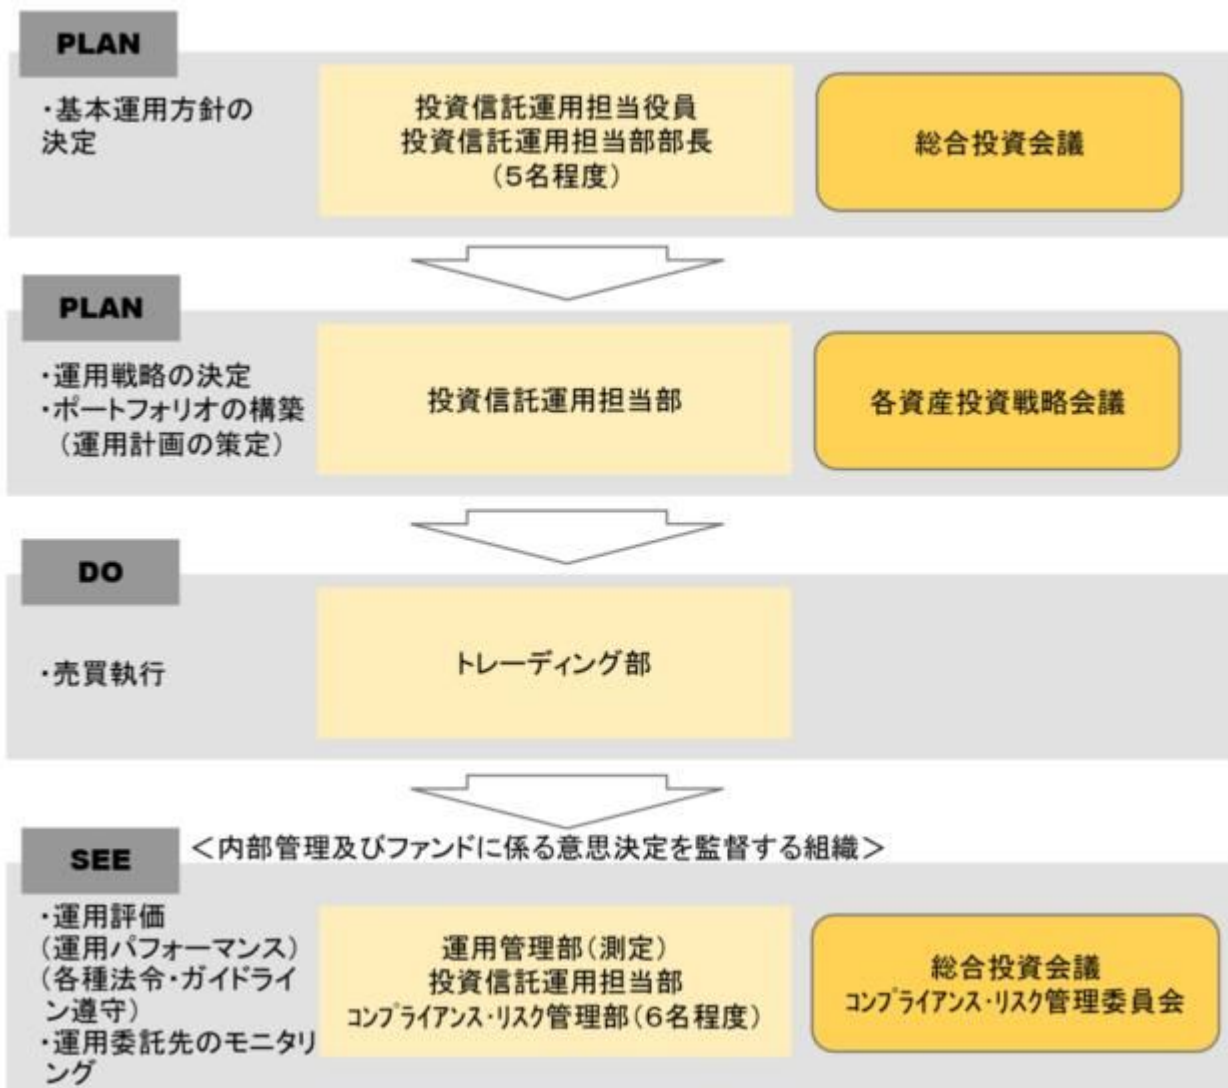 PLAN
・基本運用方針の
決定
投資信託運用担当役員
投資信託運用担当部部長
(5名程度)
総合投資会議
PLAN
・運用戦略の決定
・ポートフォリオの構築
(運用計画の策定)
投資信託運用担当部
各資産投資戦略会議
DO
・売買執行
トレーディング部
SEE
＜内部管理及びファンドに係る意思決定を監督する組織＞
・運用評価
(運用パフォーマンス)
(各種法令・ガイドライ
ン遵守)
・運用委託先のモニタリ
ング
運用管理部(測定)
投資信託運用担当部
コンプライアンス・リスク管理部(6名程度)
総合投資会議
コンプライアンス・リスク管理委員会